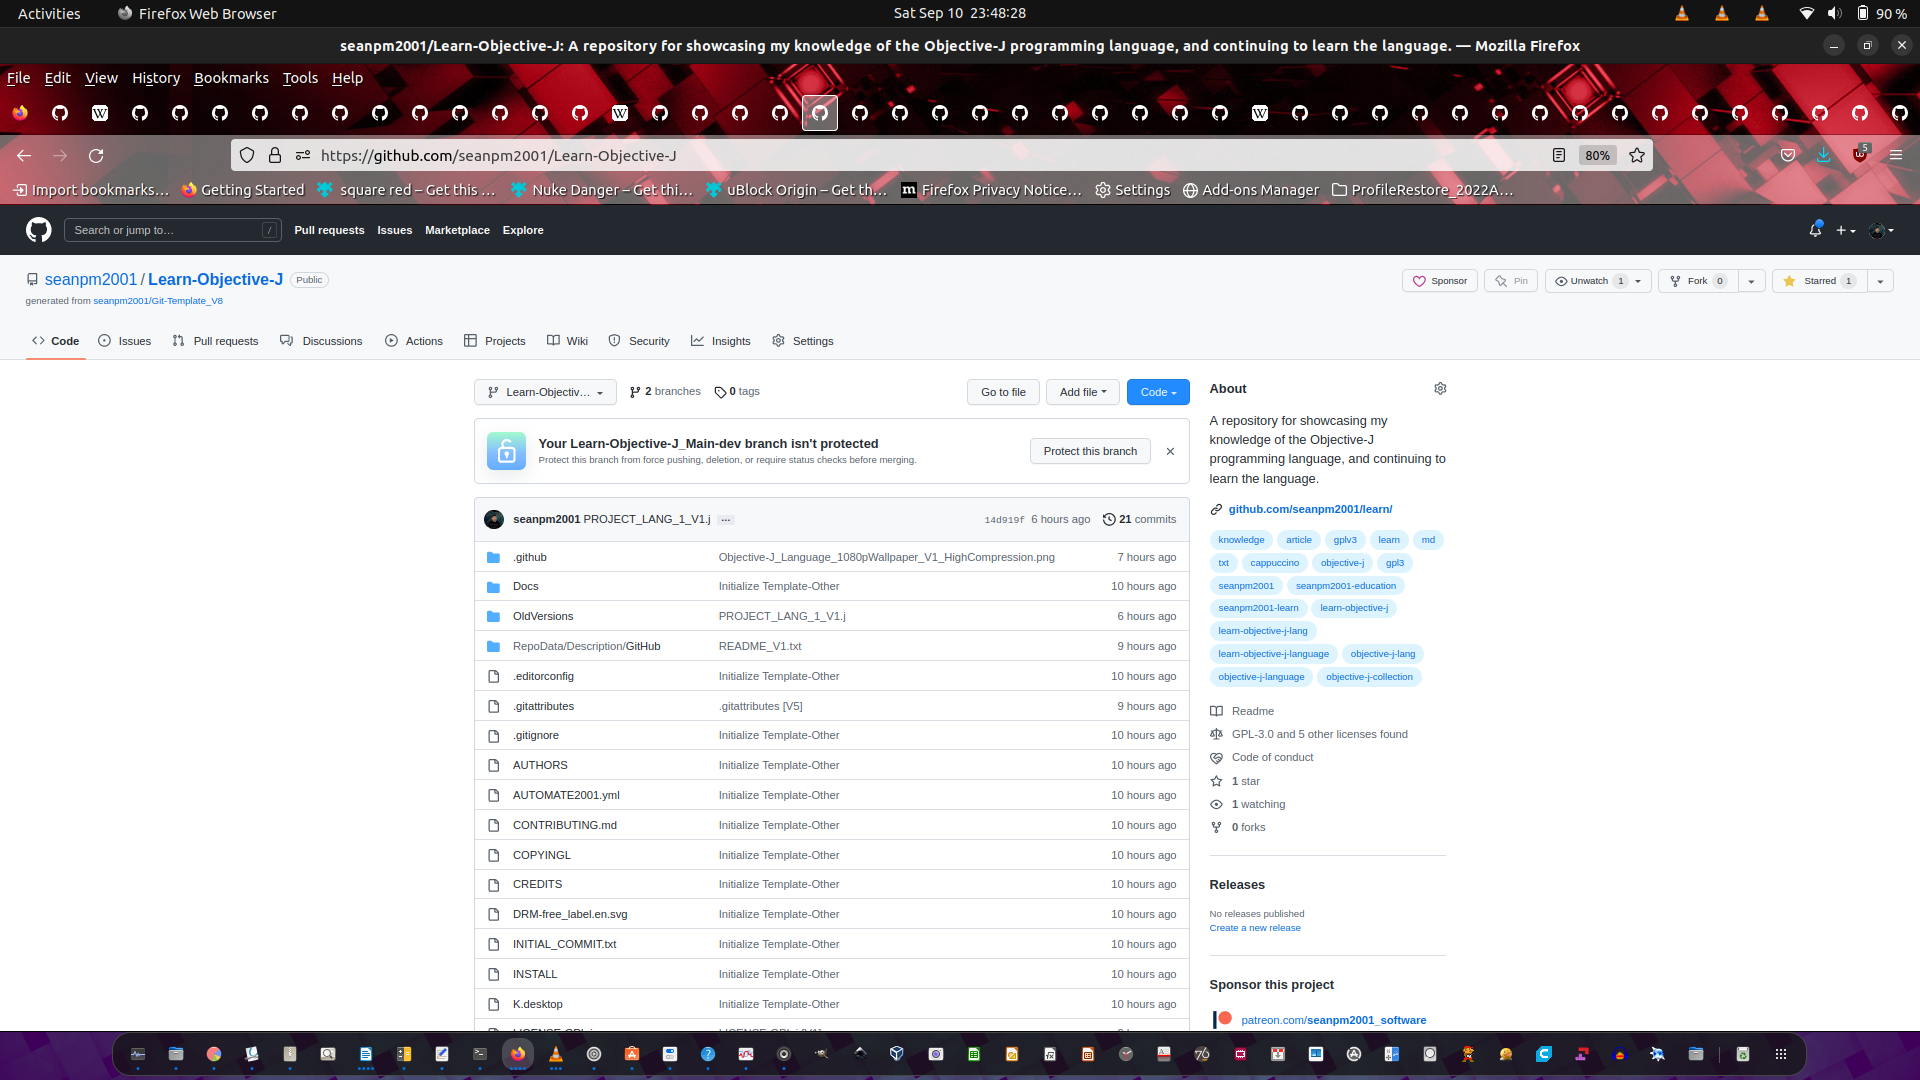 Activities
Firefox Web Browser
Sat Sep 10 23:48:28
90 %
seanpm2001/Learn-Objective-J: A repository for showcasing my knowledge of the Objective-J programming language, and continuing to learn the language. — Mozilla Firefox
File Edit View History Bookmarks Tools Help
https://github.com/seanpm2001/Learn-Objective-J
80%
5
Import bookmarks…
Getting Started
square red – Get this …
Nuke Danger – Get thi…
uBlock Origin – Get th…
Firefox Privacy Notice…
Settings
Add-ons Manager
ProfileRestore_2022A…
Search or jump to…
/
Pull requests Issues Marketplace Explore
seanpm2001 / Learn-Objective-J Public
generated from seanpm2001/Git-Template_V8
Sponsor
Pin
Unwatch 1
Fork 0
Starred 1
Code
Issues
Pull requests
Discussions
Actions
Projects
Wiki
Security
Insights
Settings
Learn-Objectiv…
2 branches
0 tags
Go to file
Add file
Code
Your Learn-Objective-J_Main-dev branch isn't protected
Protect this branch from force pushing, deletion, or require status checks before merging.
Protect this branch
seanpm2001 PROJECT_LANG_1_V1.j …
14d919f 6 hours ago
21 commits
.github Objective-J_Language_1080pWallpaper_V1_HighCompression.png 7 hours ago
Docs Initialize Template-Other 10 hours ago
OldVersions PROJECT_LANG_1_V1.j 6 hours ago
RepoData/Description/GitHub README_V1.txt 9 hours ago
.editorconfig Initialize Template-Other 10 hours ago
.gitattributes .gitattributes [V5] 9 hours ago
.gitignore Initialize Template-Other 10 hours ago
AUTHORS Initialize Template-Other 10 hours ago
AUTOMATE2001.yml Initialize Template-Other 10 hours ago
CONTRIBUTING.md Initialize Template-Other 10 hours ago
COPYINGL Initialize Template-Other 10 hours ago
CREDITS Initialize Template-Other 10 hours ago
DRM-free_label.en.svg Initialize Template-Other 10 hours ago
INITIAL_COMMIT.txt Initialize Template-Other 10 hours ago
INSTALL Initialize Template-Other 10 hours ago
K.desktop Initialize Template-Other 10 hours ago
About
A repository for showcasing my
knowledge of the Objective-J
programming language, and continuing to
learn the language.
github.com/seanpm2001/learn/
knowledge article gplv3 learn md
txt cappuccino objective-j gpl3
seanpm2001 seanpm2001-education
seanpm2001-learn learn-objective-j
learn-objective-j-lang
learn-objective-j-language objective-j-lang
objective-j-language objective-j-collection
Readme
GPL-3.0 and 5 other licenses found
Code of conduct
1 star
1 watching
0 forks
Releases
No releases published
Create a new release
Sponsor this project
patreon.com/seanpm2001_software